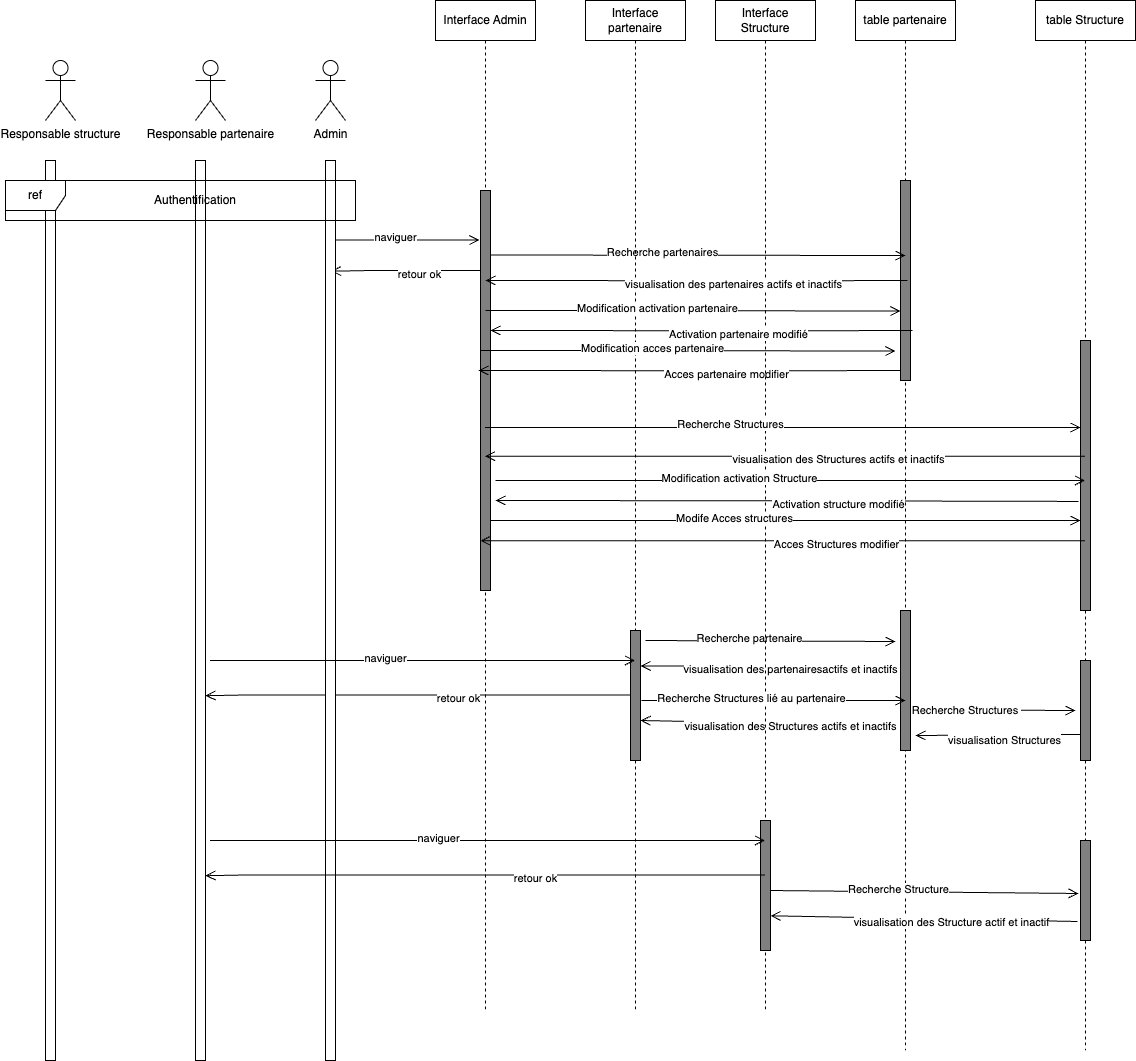 Interface Admin
Interface
partenaire
Interface
Structure
table partenaire
table Structure
Responsable structure
Responsable partenaire
Admin
ref
Authentification
naviguer
Recherche partenaires
retour ok
visualisation des partenaires actifs et inactifs
Modification activation partenaire
Activation partenaire modifié
Modification acces partenaire
Acces partenaire modifier
Recherche Structures
visualisation des Structures actifs et inactifs
Modification activation Structure
Activation structure modifié
Modife Acces structures
Acces Structures modifier
Recherche partenaire
naviguer
visualisation des partenairesactifs et inactifs
retour ok
Recherche Structures lié au partenaire
Recherche Structures
visualisation des Structures actifs et inactifs
visualisation Structures
naviguer
retour ok
Recherche Structure
visualisation des Structure actif et inactif